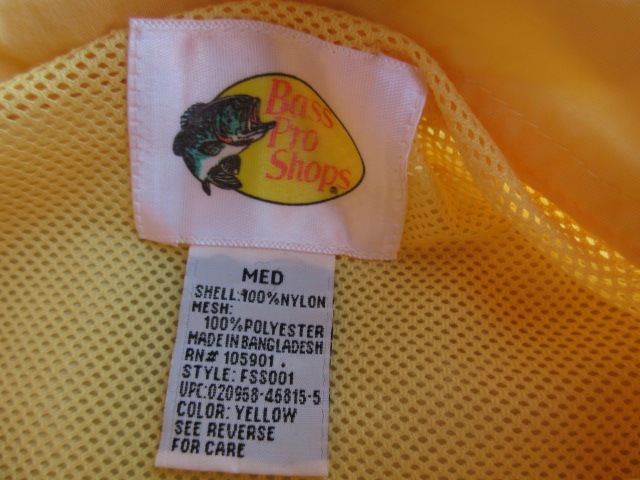 Bass
Pro
Shops®
MED
SHELL:100%NYLON
MESH:
100%POLYESTER
MADE IN BANGLADESH
RN# 105901 .
STYLE: FSS001
UPC:020958-46815-5
COLOR: YELLOW
SEE REVERSE
FOR CARE